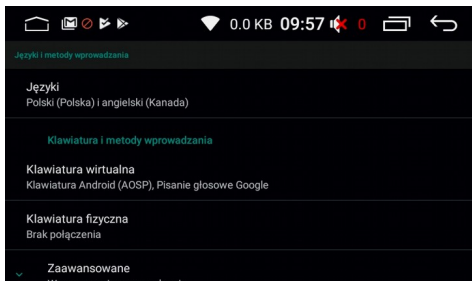 0.0 KB 09:57 0
Języki i metody wprowadzania
Języki
Polski (Polska) i angielski (Kanada)
Klawiatura i metody wprowadzania
Klawiatura wirtualna
Klawiatura Android (AOSP), Pisanie głosowe Google
Klawiatura fizyczna
Brak połączenia
Zaawansowane